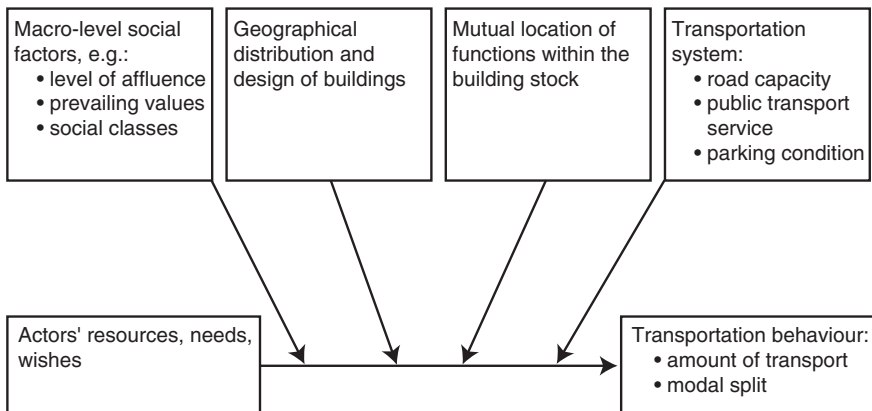 Macro-level social
factors, e.g.:
• level of affluence
• prevailing values
• social classes
Geographical
distribution and
design of buildings
Mutual location of
functions within the
building stock
Transportation
system:
• road capacity
• public transport
service
• parking condition
Actors' resources, needs,
wishes
Transportation behaviour:
• amount of transport
• modal split